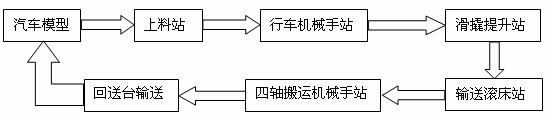 汽车模型
上料站
行车机械手站
滑撬提升站
输送滚床站
四轴搬运机械手站
回送台输送